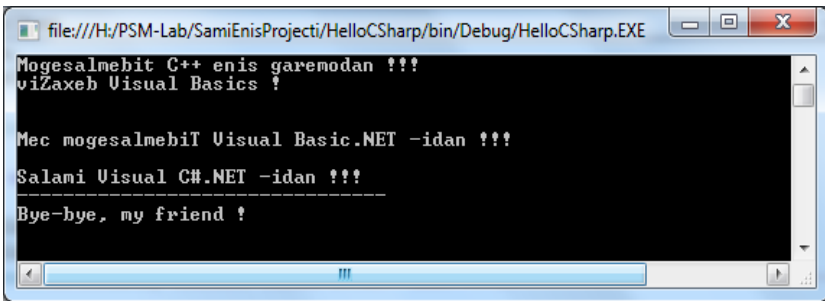 file:///H:/PSM-Lab/SamiEnisProjecti/HelloCSharp/bin/Debug/HelloCSharp.EXE
Mogesalmebit C++ enis garemodan !!!
viZaxeb Visual Basics !
Mec mogesalmebiT Visual Basic.NET -idan !!!
Salami Visual C#.NET -idan !!!
--------------------------------
Bye-bye, my friend !